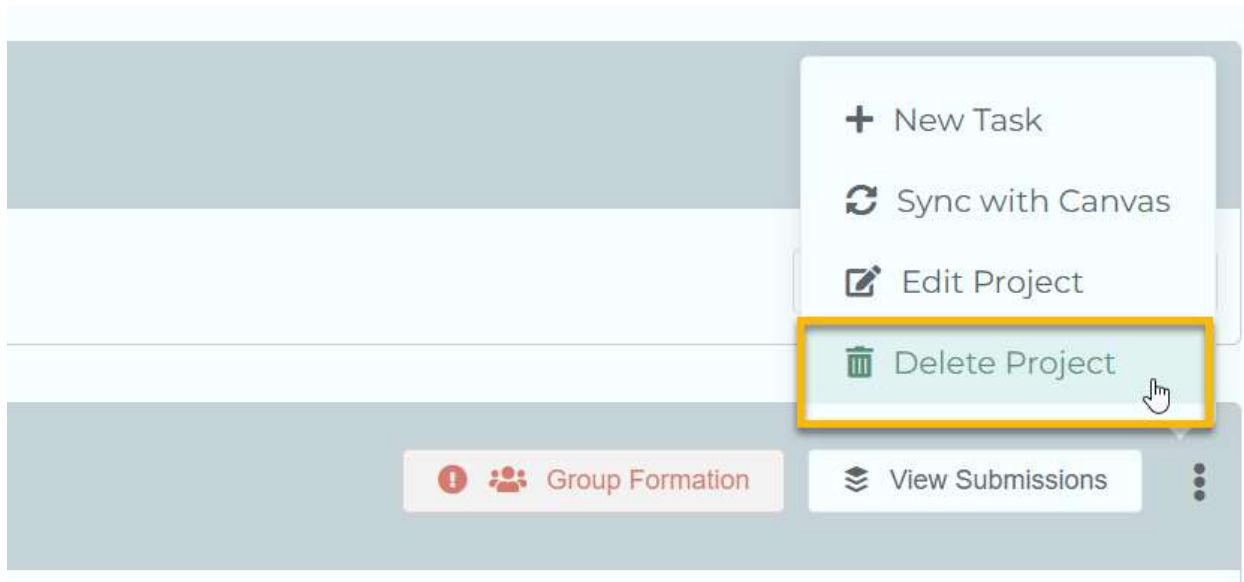 New Task
Sync with Canvas
Edit Project
Delete Project
Group Formation
View Submissions